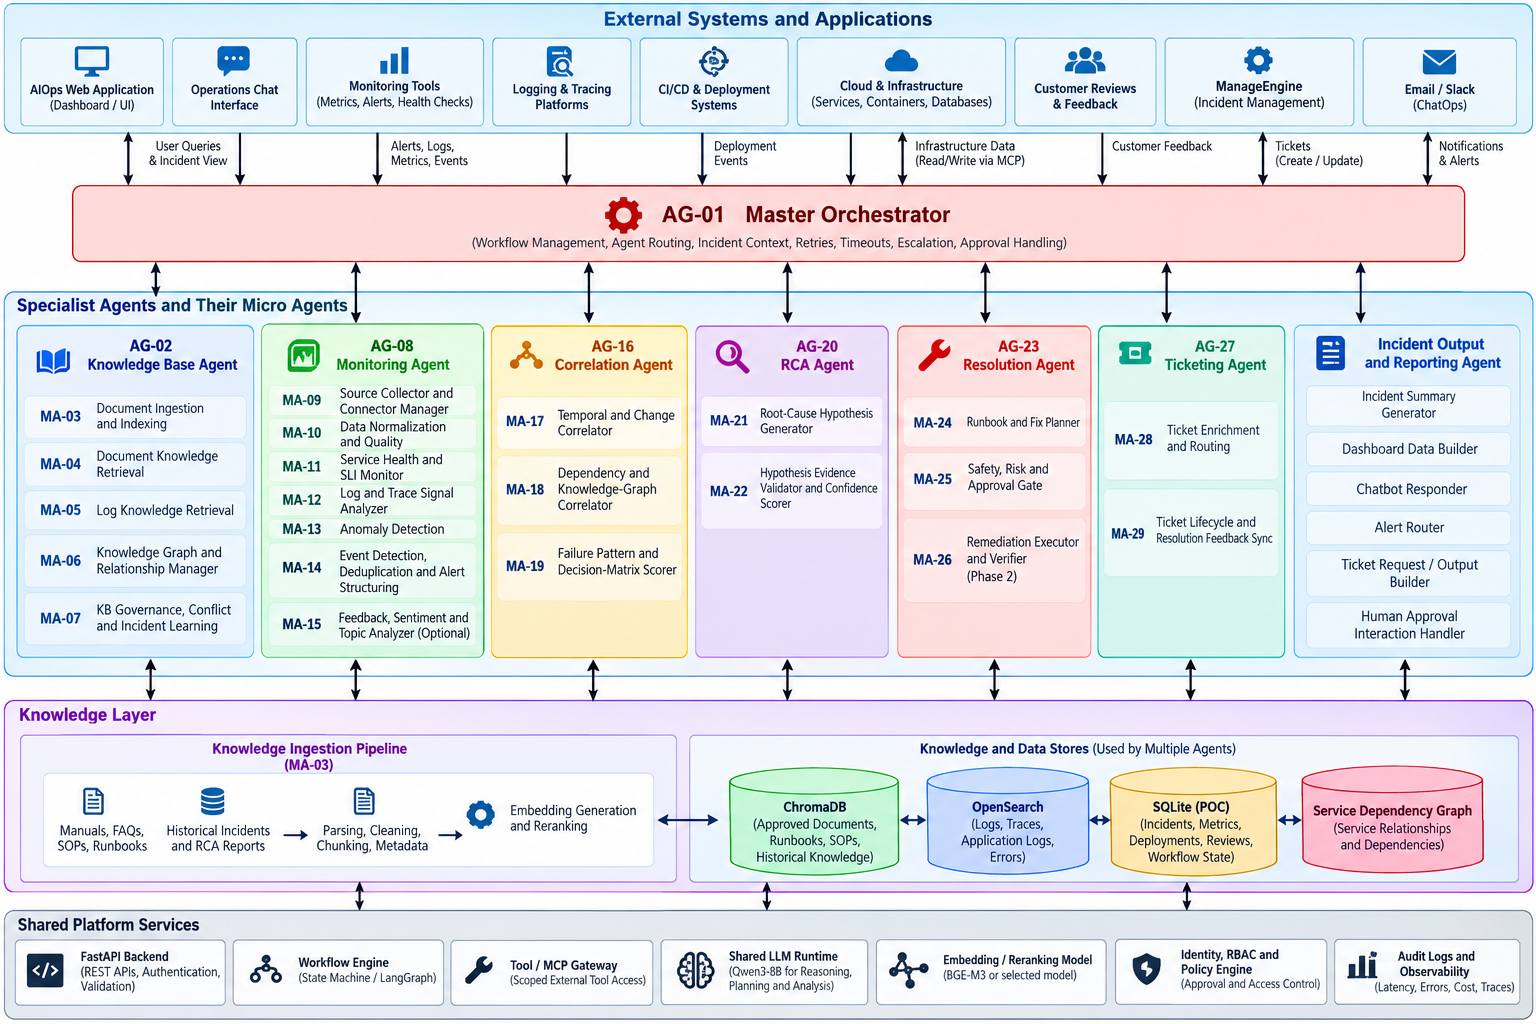 External Systems and Applications
AIOps Web Application
(Dashboard / UI)
Operations Chat
Interface
Monitoring Tools
(Metrics, Alerts, Health Checks)
Logging & Tracing
Platforms
CI/CD & Deployment
Systems
Cloud & Infrastructure
(Services, Containers, Databases)
Customer Reviews
& Feedback
ManageEngine
(Incident Management)
Email / Slack
(ChatOps)
User Queries
& Incident View
Alerts, Logs,
Metrics, Events
Deployment
Events
Infrastructure Data
(Read/Write via MCP)
Customer Feedback
Tickets
(Create / Update)
Notifications
& Alerts
AG-01 Master Orchestrator
(Workflow Management, Agent Routing, Incident Context, Retries, Timeouts, Escalation, Approval Handling)
Specialist Agents and Their Micro Agents
AG-02
Knowledge Base Agent
MA-03 Document Ingestion
and Indexing
MA-04 Document Knowledge
Retrieval
MA-05 Log Knowledge Retrieval
MA-06 Knowledge Graph and
Relationship Manager
MA-07 KB Governance, Conflict
and Incident Learning
AG-08
Monitoring Agent
MA-09 Source Collector and
Connector Manager
MA-10 Data Normalization
and Quality
MA-11 Service Health and
SLI Monitor
MA-12 Log and Trace Signal
Analyzer
MA-13 Anomaly Detection
MA-14 Event Detection,
Deduplication and Alert
Structuring
MA-15 Feedback, Sentiment and
Topic Analyzer (Optional)
AG-16
Correlation Agent
MA-17 Temporal and Change
Correlator
MA-18 Dependency and
Knowledge-Graph
Correlator
MA-19 Failure Pattern and
Decision-Matrix Scorer
AG-20
RCA Agent
MA-21 Root-Cause Hypothesis
Generator
MA-22 Hypothesis Evidence
Validator and Confidence
Scorer
AG-23
Resolution Agent
MA-24 Runbook and Fix Planner
MA-25 Safety, Risk and
Approval Gate
MA-26 Remediation Executor
and Verifier
(Phase 2)
AG-27
Ticketing Agent
MA-28 Ticket Enrichment
and Routing
MA-29 Ticket Lifecycle and
Resolution Feedback Sync
Incident Output
and Reporting Agent
Incident Summary
Generator
Dashboard Data Builder
Chatbot Responder
Alert Router
Ticket Request / Output
Builder
Human Approval
Interaction Handler
Knowledge Layer
Knowledge Ingestion Pipeline
(MA-03)
Manuals, FAQs,
SOPs, Runbooks
Historical Incidents
and RCA Reports
Parsing, Cleaning,
Chunking, Metadata
Embedding Generation
and Reranking
Knowledge and Data Stores (Used by Multiple Agents)
ChromaDB
(Approved Documents,
Runbooks, SOPs,
Historical Knowledge)
OpenSearch
(Logs, Traces,
Application Logs,
Errors)
SQLite (POC)
(Incidents, Metrics,
Deployments, Reviews,
Workflow State)
Service Dependency Graph
(Service Relationships
and Dependencies)
Shared Platform Services
FastAPI Backend
(REST APIs, Authentication,
Validation)
Workflow Engine
(State Machine / LangGraph)
Tool / MCP Gateway
(Scoped External Tool Access)
Shared LLM Runtime
(Qwen3-8B for Reasoning,
Planning and Analysis)
Embedding / Reranking Model
(BGE-M3 or selected model)
Identity, RBAC and
Policy Engine
(Approval and Access Control)
Audit Logs and
Observability
(Latency, Errors, Cost, Traces)